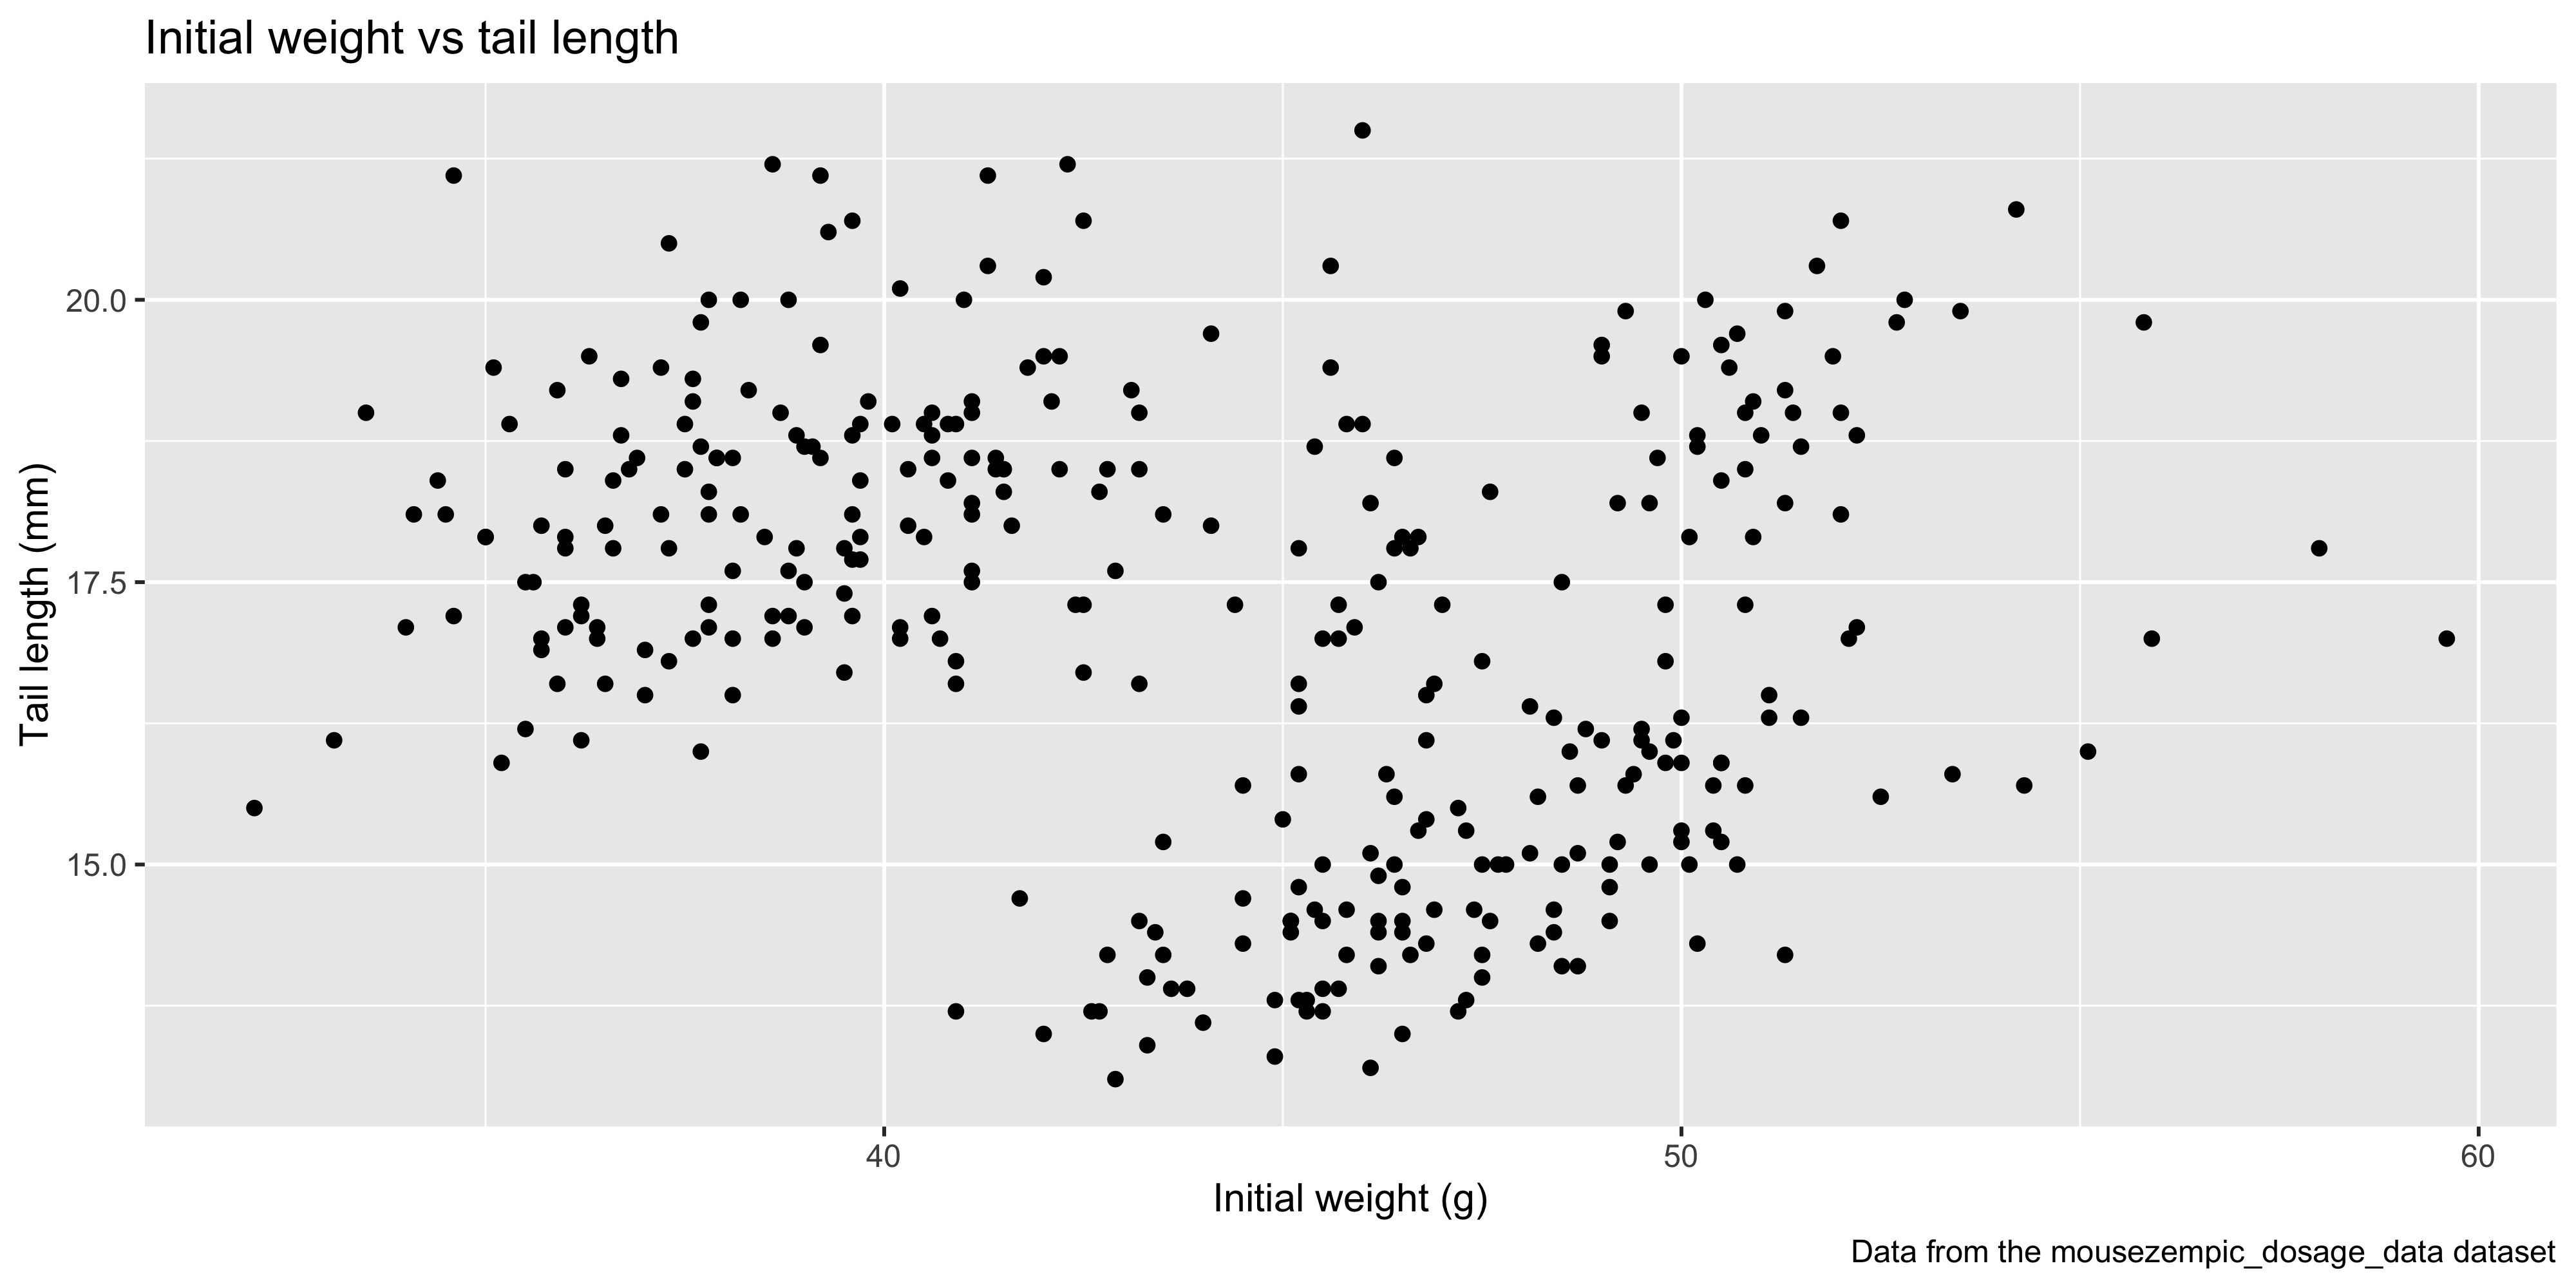 Initial weight vs tail length
20.0
17.5
15.0
Tail length (mm)
40
50
60
Initial weight (g)
Data from the mousezempic_dosage_data dataset